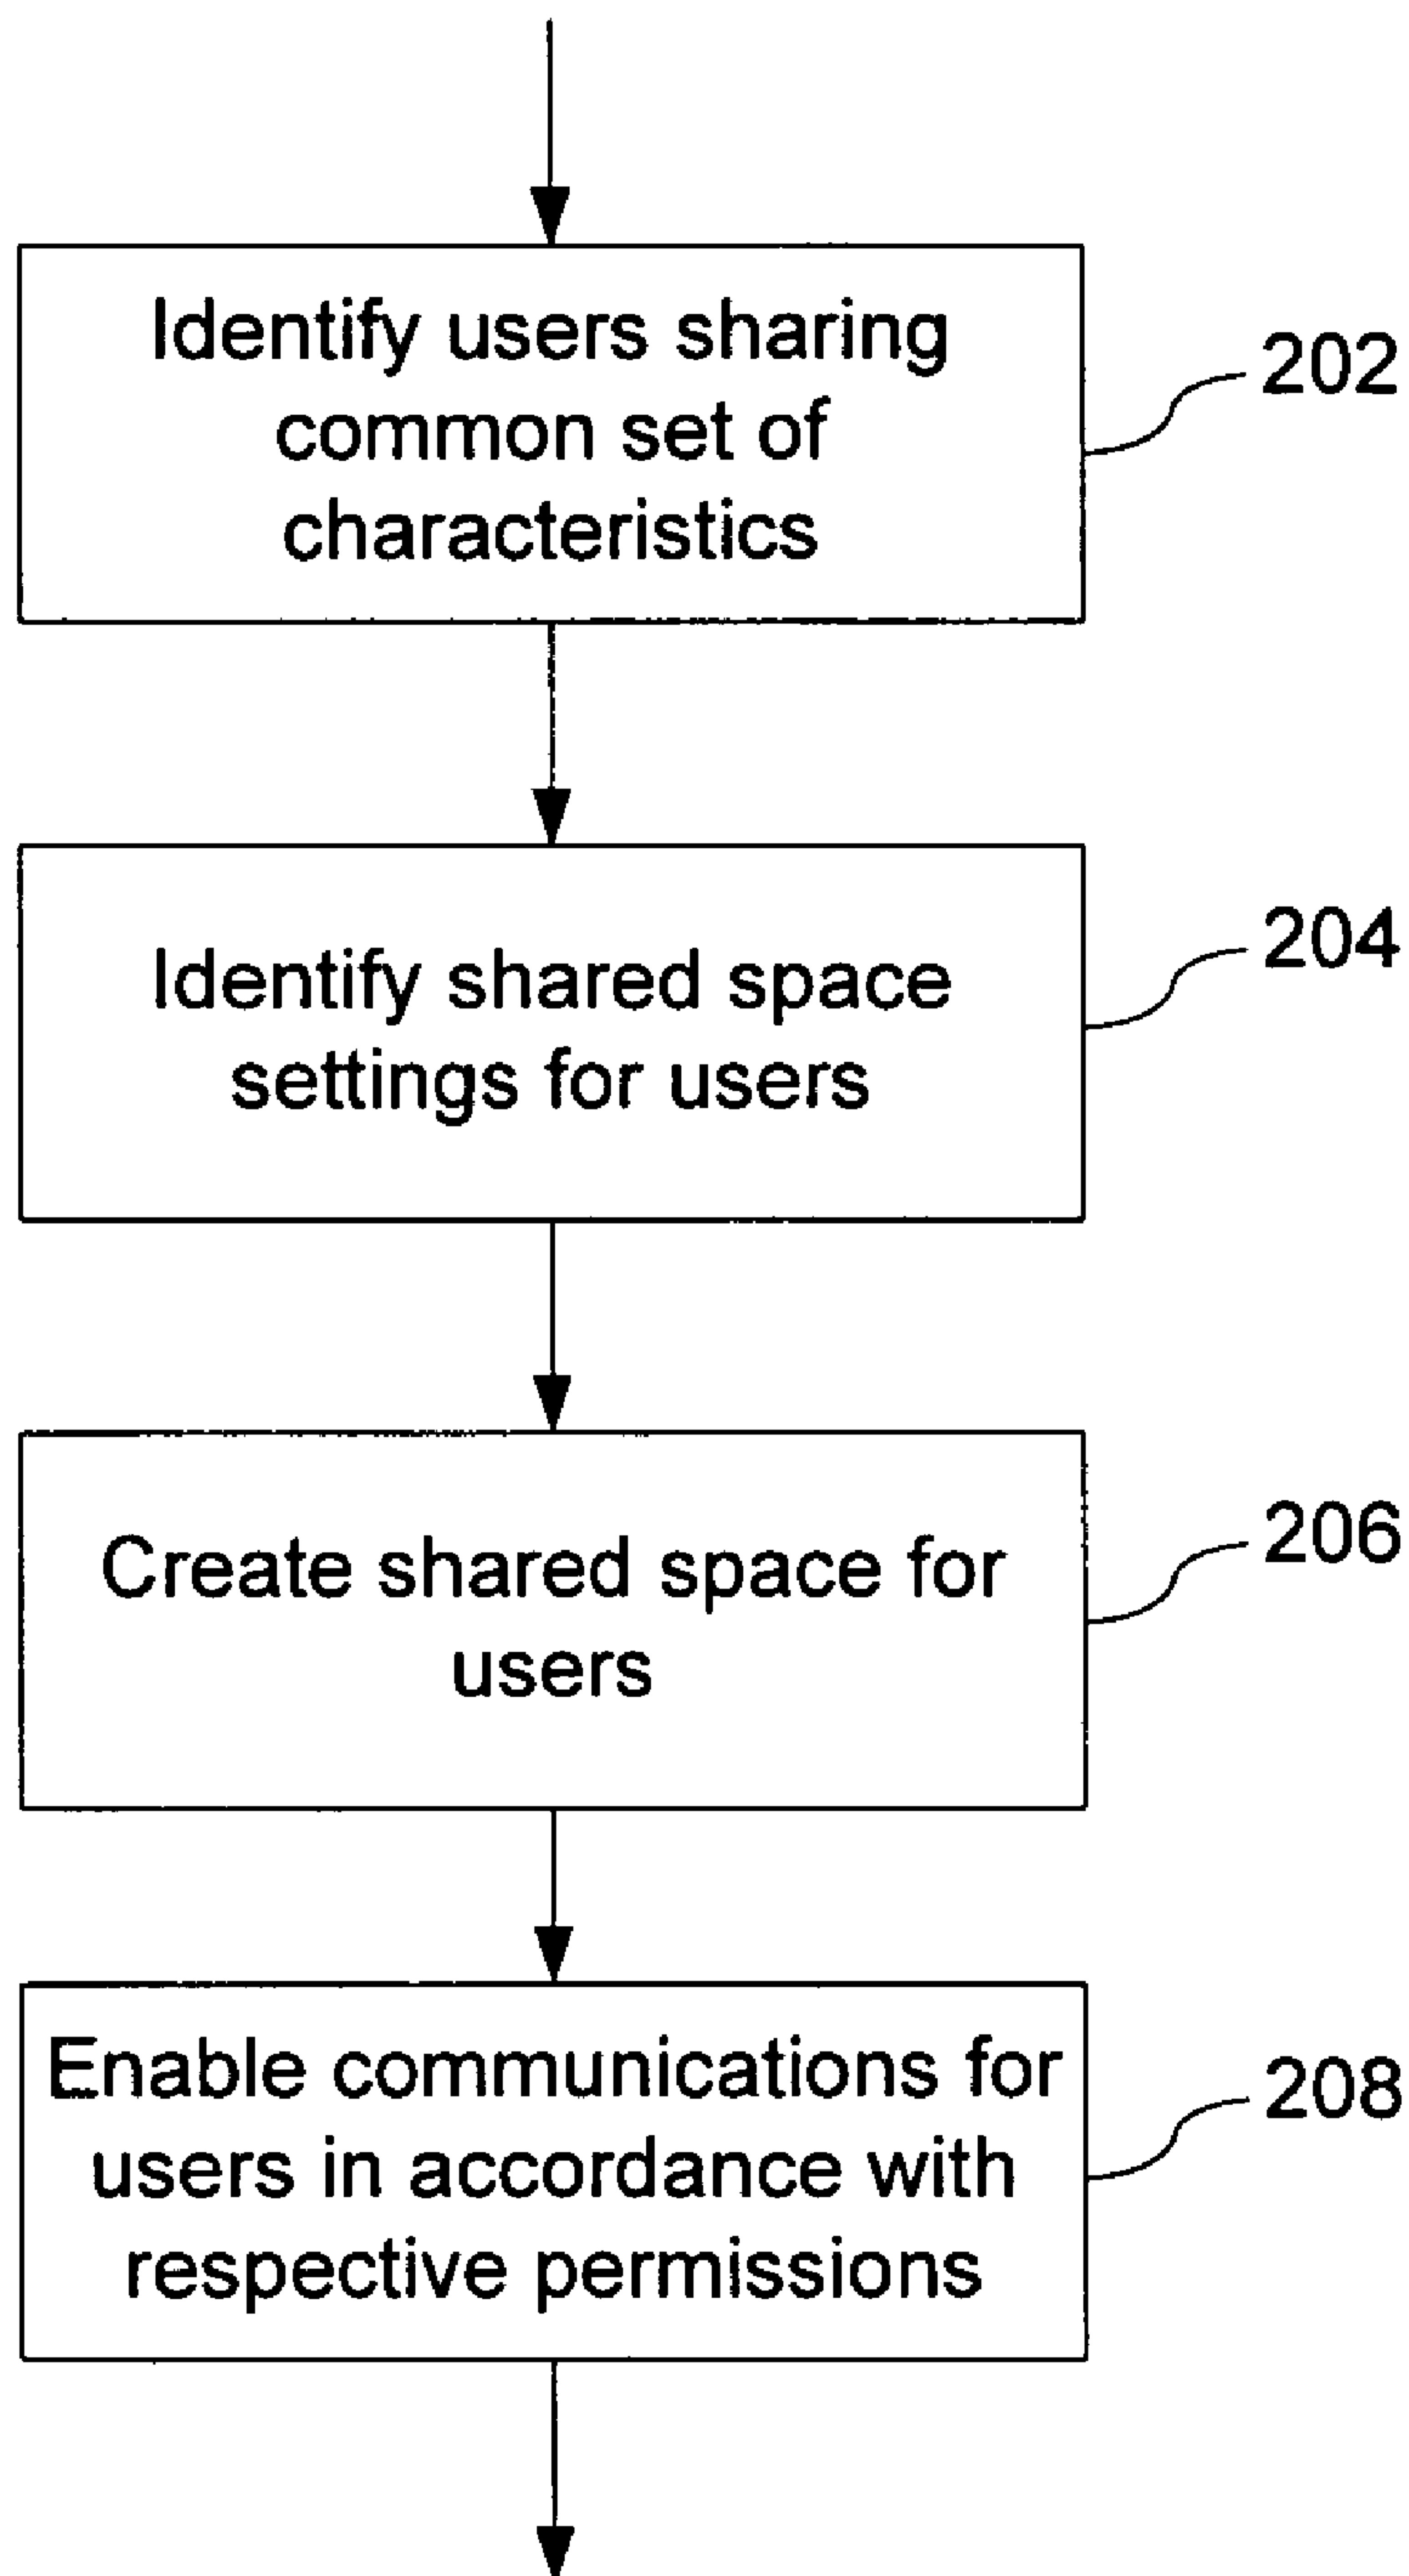 Identify users sharing
common set of
characteristics
202
Identify shared space
settings for users
204
Create shared space for
users
206
Enable communications for
users in accordance with
respective permissions
208